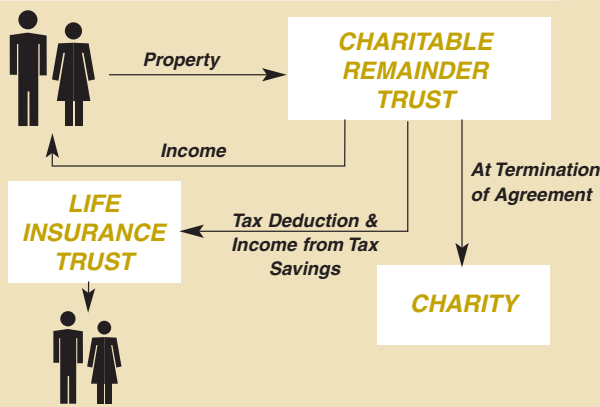 Property
CHARITABLE
REMAINDER
TRUST
Income
At Termination
of Agreement
LIFE
INSURANCE
TRUST
Tax Deduction &
Income from Tax
Savings
CHARITY